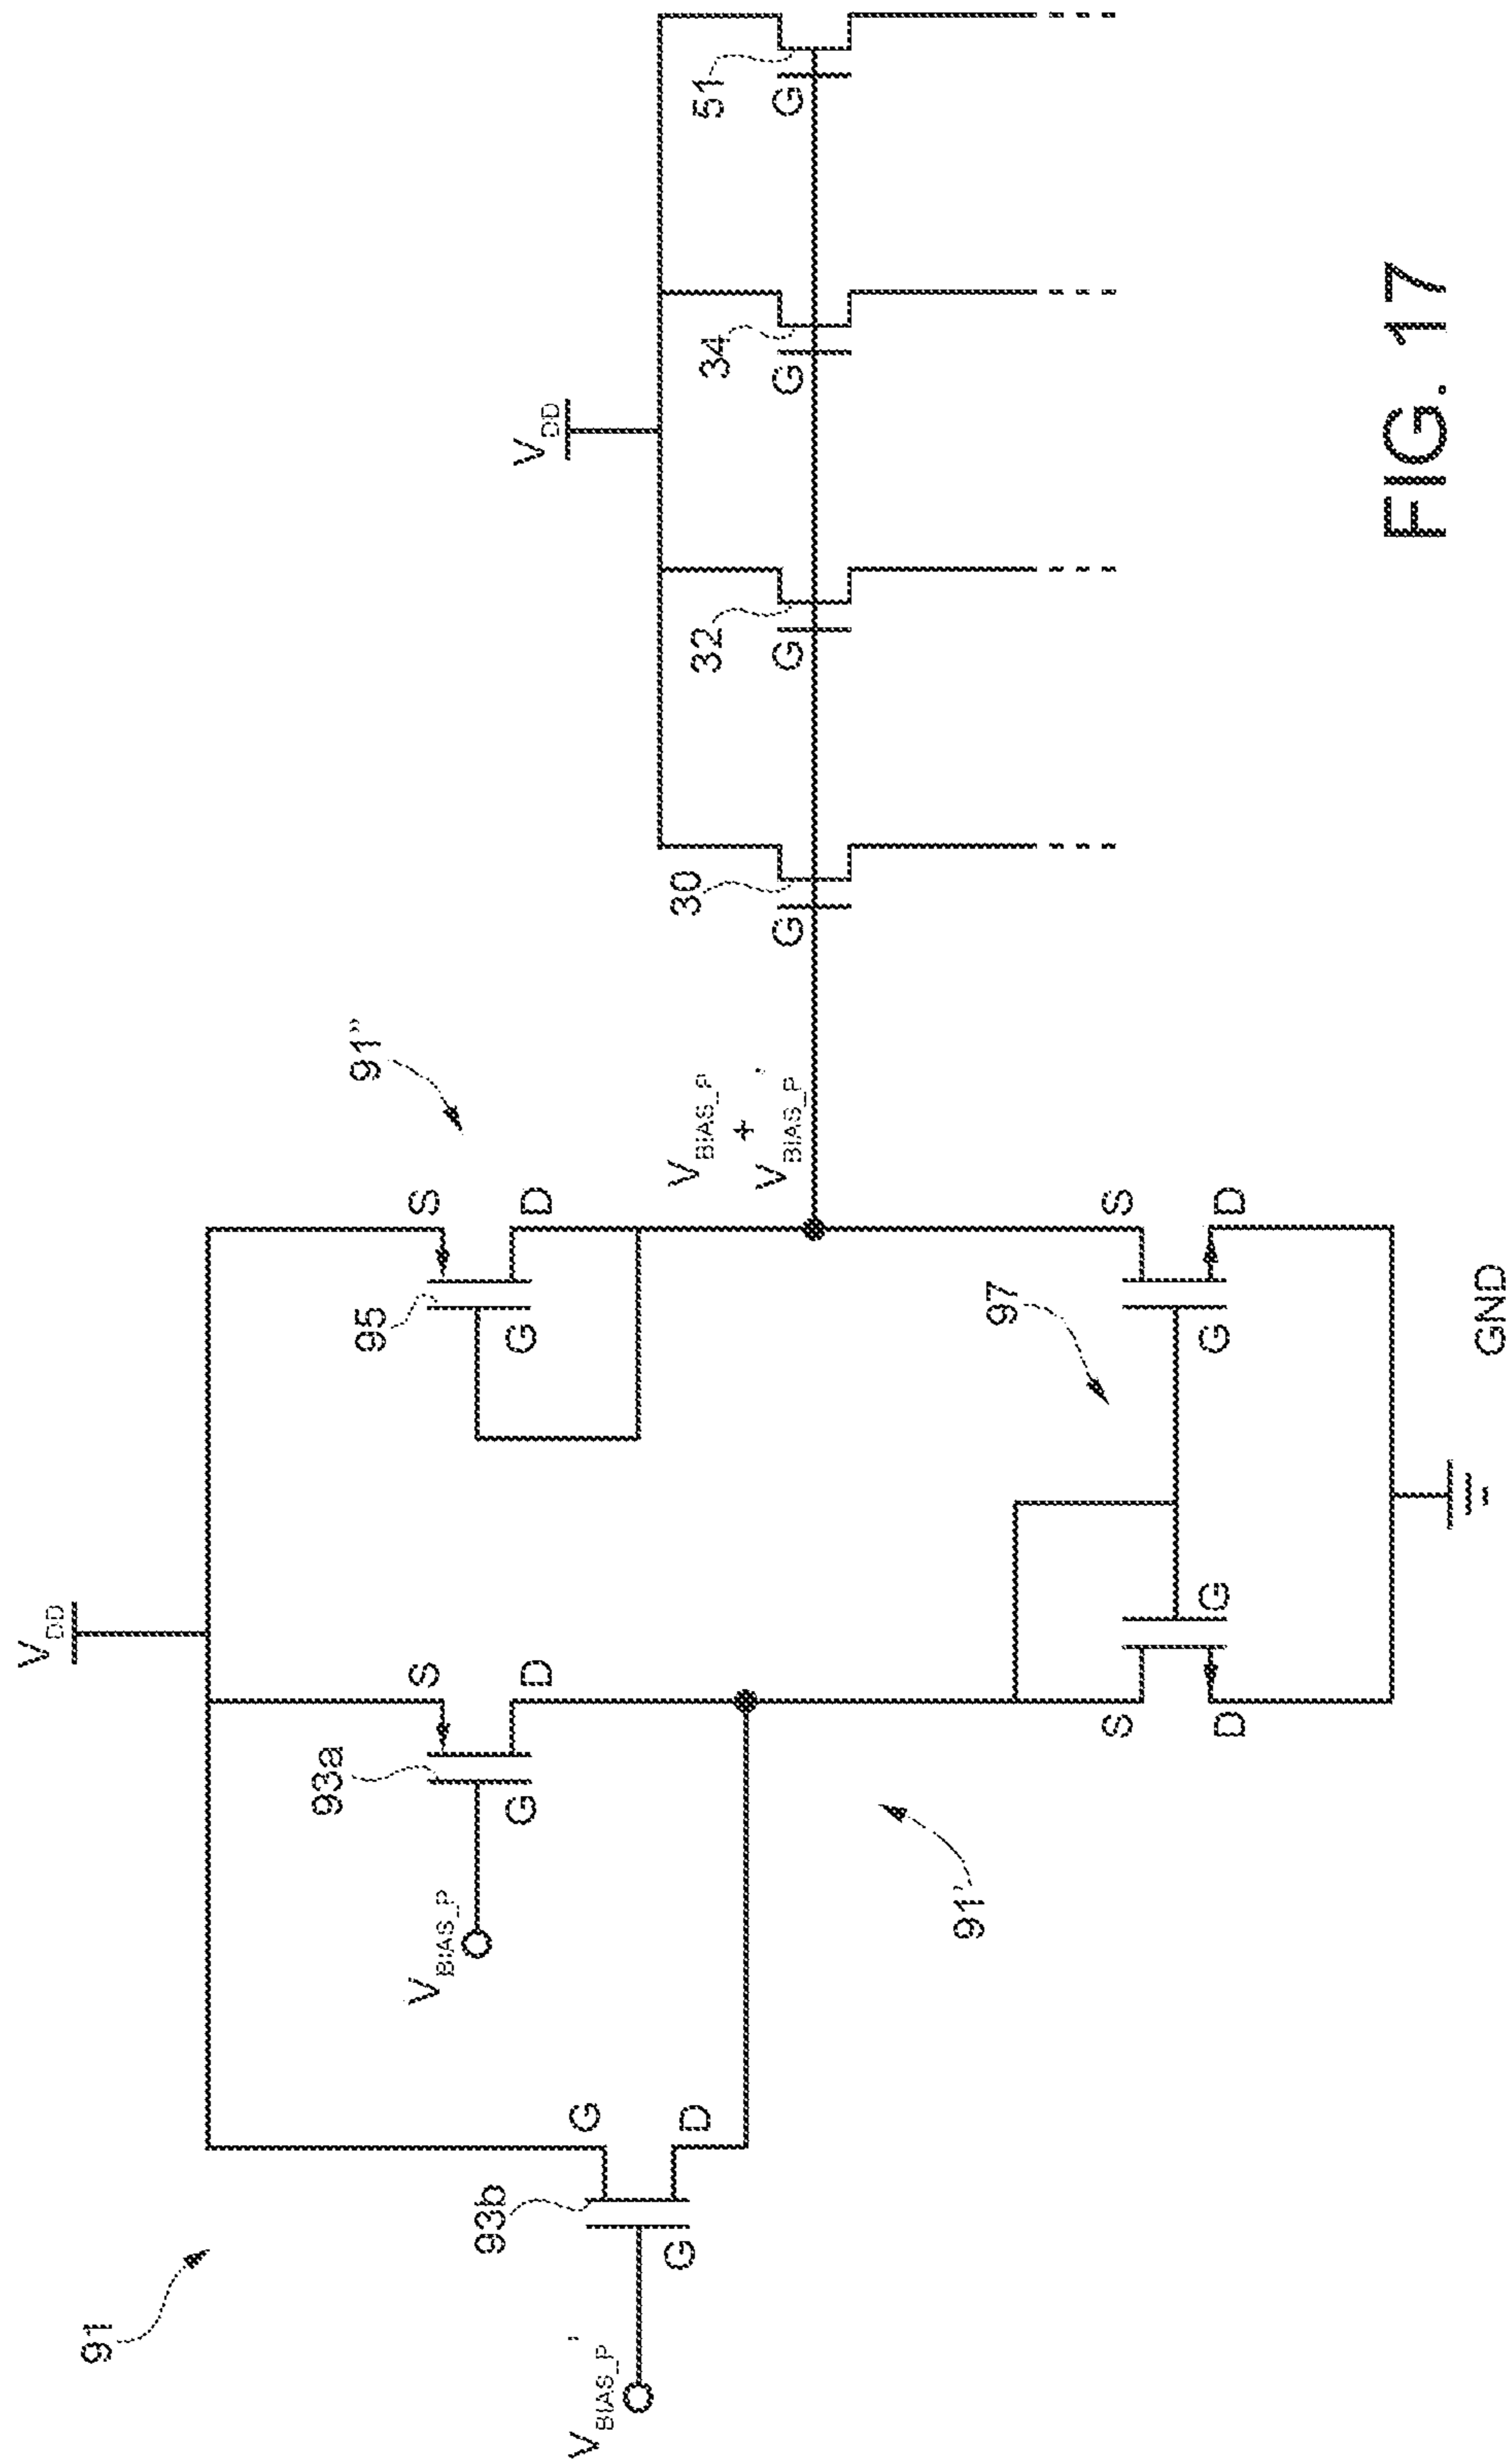 91
V_DD
91"
V_BIAS_P'
93b
G
G
D
V_BIAS_P
93a
G
S
D
95
G
S
D
V_BIAS_P
+
V_BIAS_P'
91'
97
S
D
G
G
S
D
GND
V_DD
30
G
32
G
34
G
51
G
FIG. 17